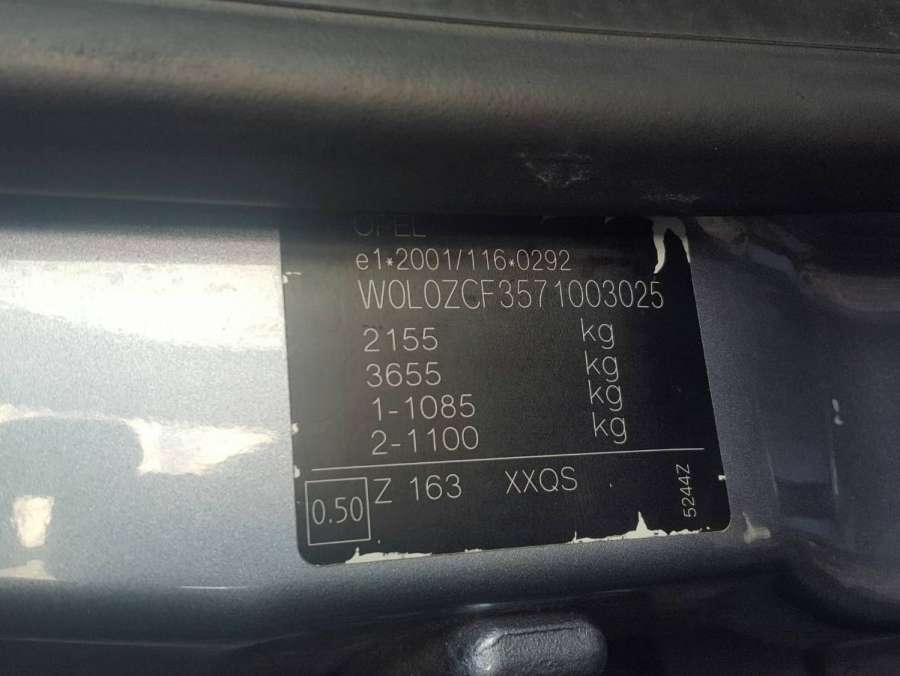 OPEL
e1*2001/116*0292
W0L0ZCF3571003025
2155 kg
3655 kg
1-1085 kg
2-1100 kg
0.50 Z 163 XXQS
5244Z